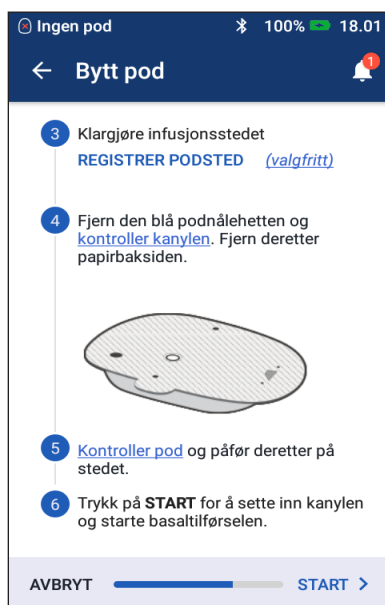 Ingen pod 100% 18.01
Bytt pod 1
3 Klargjøre infusjonsstedet
REGISTRER PODSTED (valgfritt)
4 Fjern den blå podnålehetten og
kontroller kanylen. Fjern deretter
papirbaksiden.
5 Kontroller pod og påfør deretter på
stedet.
6 Trykk på START for å sette inn kanylen
og starte basaltilførselen.
AVBRYT START